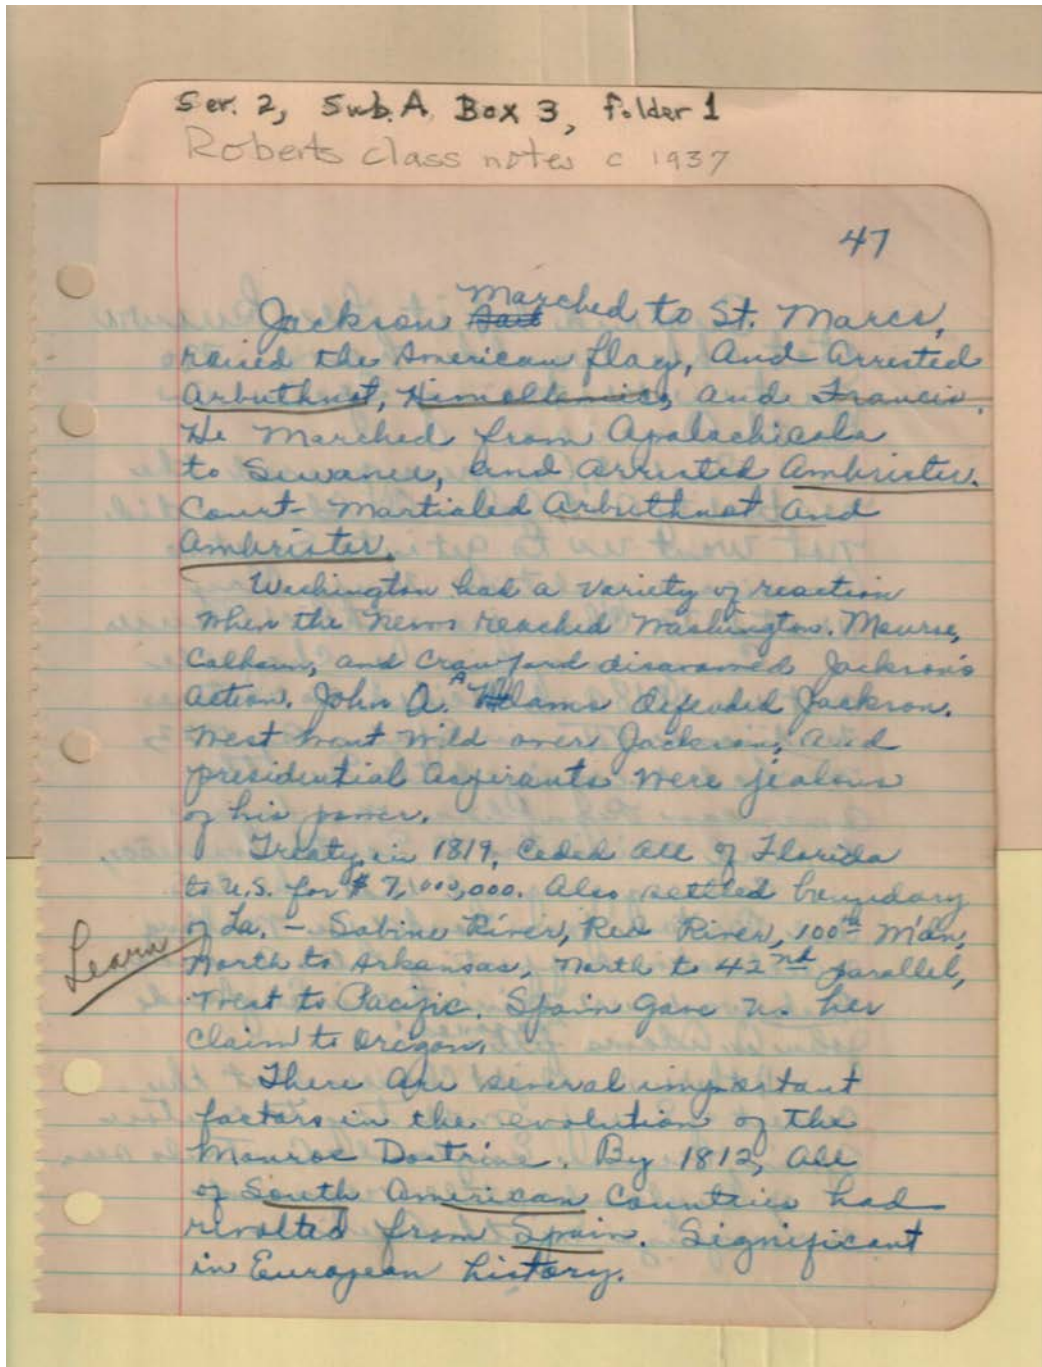 Ser. 2, Sub. A Box 3, folder 1
Roberts class notes c 1937
47
Jackson marched to St. Marcs,
raised the American flag, and arrested
Arbuthnot, Himollemico, and Francis.
He marched from Apalachicola
to Suwanee, and arrested Ambrister.
Court-martialed Arbuthnot and
Ambrister.
Washington had a variety of reaction
when the news reached Washington. Monroe,
Calhoun, and Crawford disavowed Jackson's
action. John Q. Adams defended Jackson.
West went wild over Jackson, and
presidential aspirants were jealous
of his power.
Treaty, in 1819, ceded all of Florida
to U.S. for $7,000,000. Also settled boundary
of La. - Sabine River, Red River, 100th M'dn,
Learn
north to Arkansas, north to 42nd parallel,
West to Pacific. Spain gave us her
claim to Oregon.
There are several important
factors in the evolution of the
Monroe Doctrine. By 1812, all
of South American Countries had
revolted from Spain. Significant
in European history.